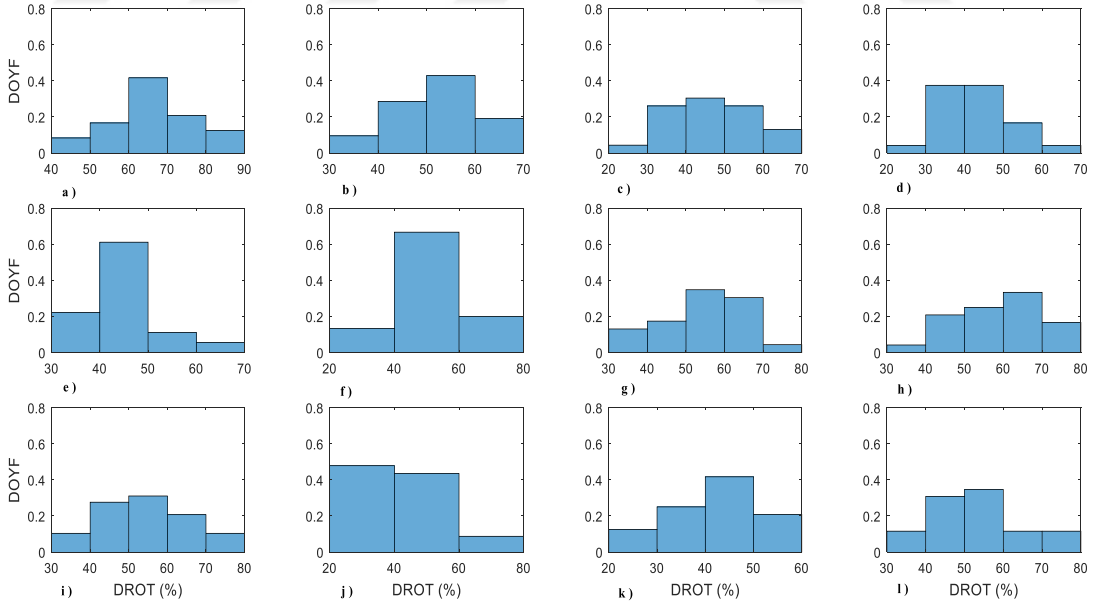 0.8 0.8 0.8 0.8
0.6 0.6 0.6 0.6
DOYF
0.4 0.4 0.4 0.4
0.2 0.2 0.2 0.2
0 0 0 0
40 50 60 70 80 90 30 40 50 60 70 20 30 40 50 60 70 20 30 40 50 60 70
a ) b ) c ) d )
0.8 0.8 0.8 0.8
0.6 0.6 0.6 0.6
DOYF
0.4 0.4 0.4 0.4
0.2 0.2 0.2 0.2
0 0 0 0
30 40 50 60 70 20 40 60 80 30 40 50 60 70 80 30 40 50 60 70 80
e ) f ) g ) h )
0.8 0.8 0.8 0.8
0.6 0.6 0.6 0.6
DOYF
0.4 0.4 0.4 0.4
0.2 0.2 0.2 0.2
0 0 0 0
30 40 50 60 70 80 20 40 60 80 20 30 40 50 60 30 40 50 60 70 80
i ) DROT (%) j ) DROT (%) k ) DROT (%) l ) DROT (%)